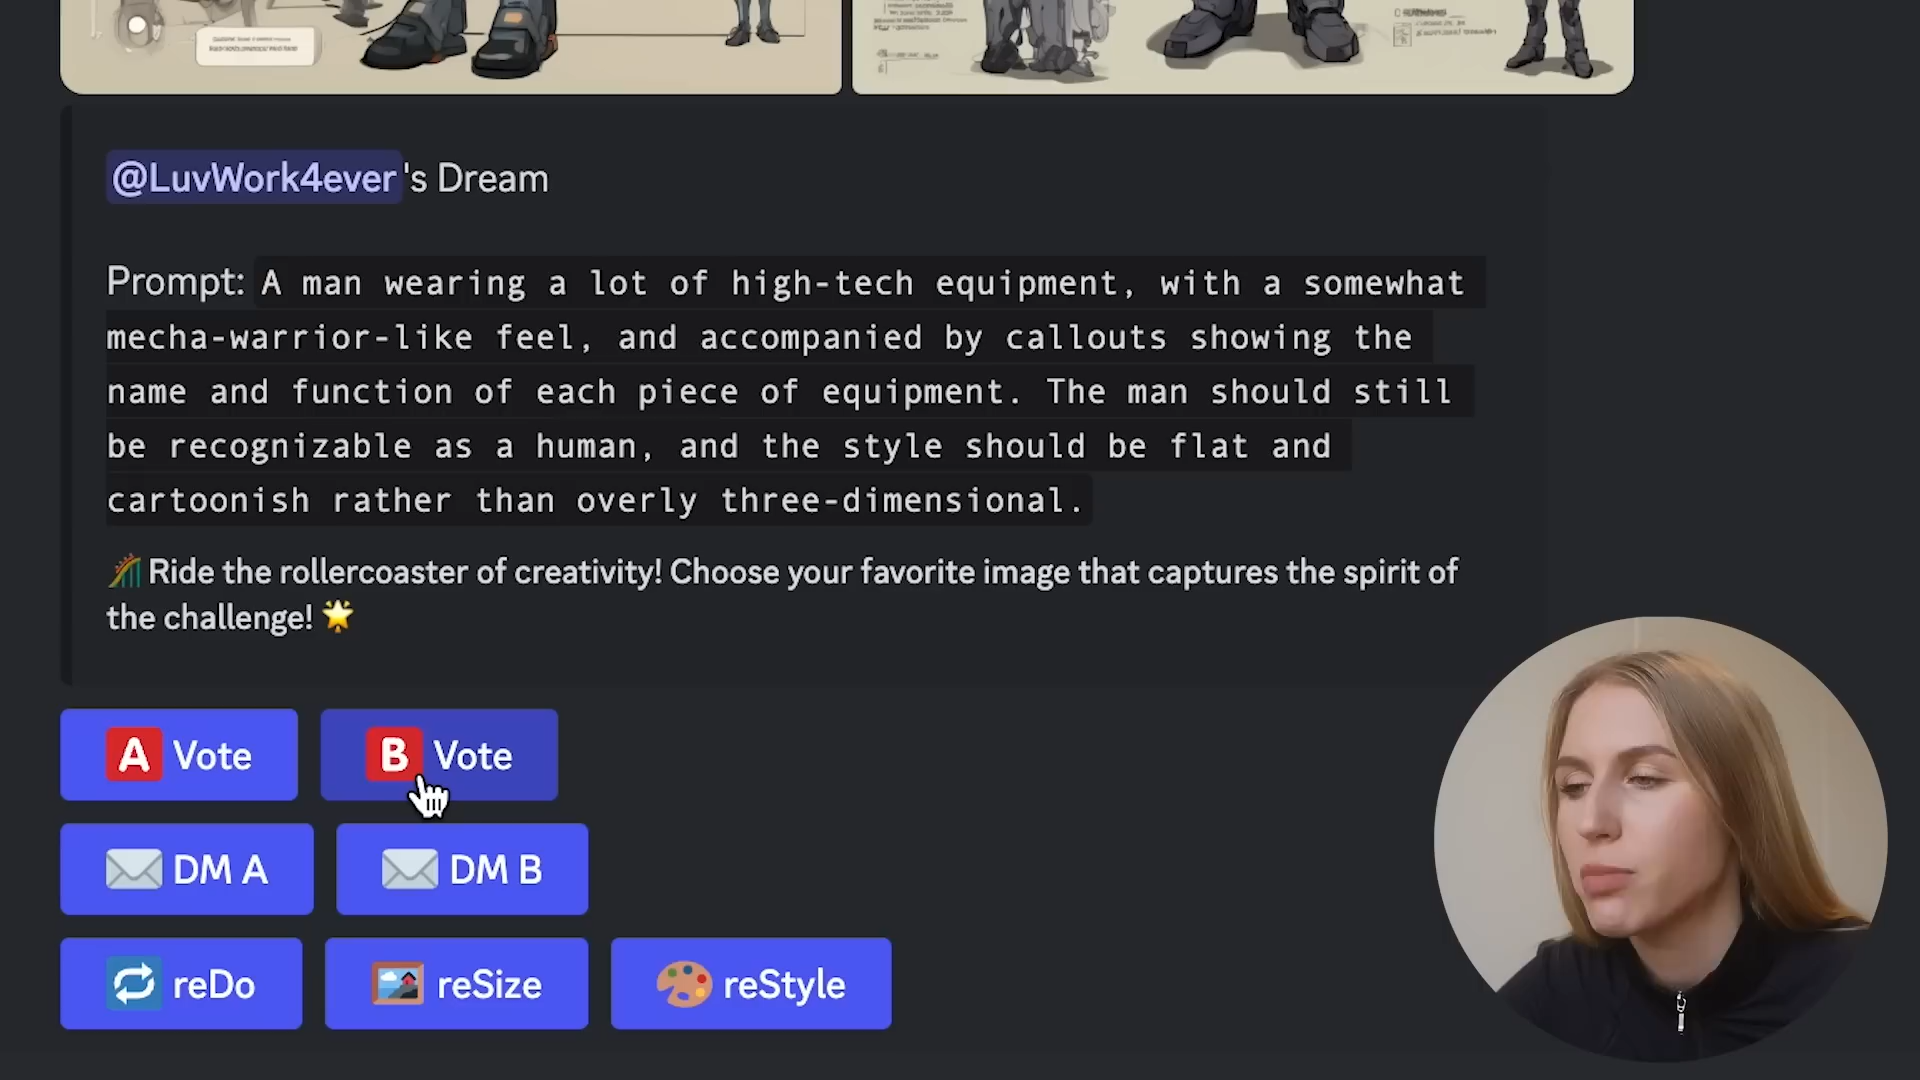 @LuvWork4ever's Dream
Prompt: A man wearing a lot of high-tech equipment, with a somewhat
mecha-warrior-like feel, and accompanied by callouts showing the
name and function of each piece of equipment. The man should still
be recognizable as a human, and the style should be flat and
cartoonish rather than overly three-dimensional.
🎢Ride the rollercoaster of creativity! Choose your favorite image that captures the spirit of
the challenge! 🌟
A Vote
B Vote
DM A
DM B
reDo
reSize
reStyle